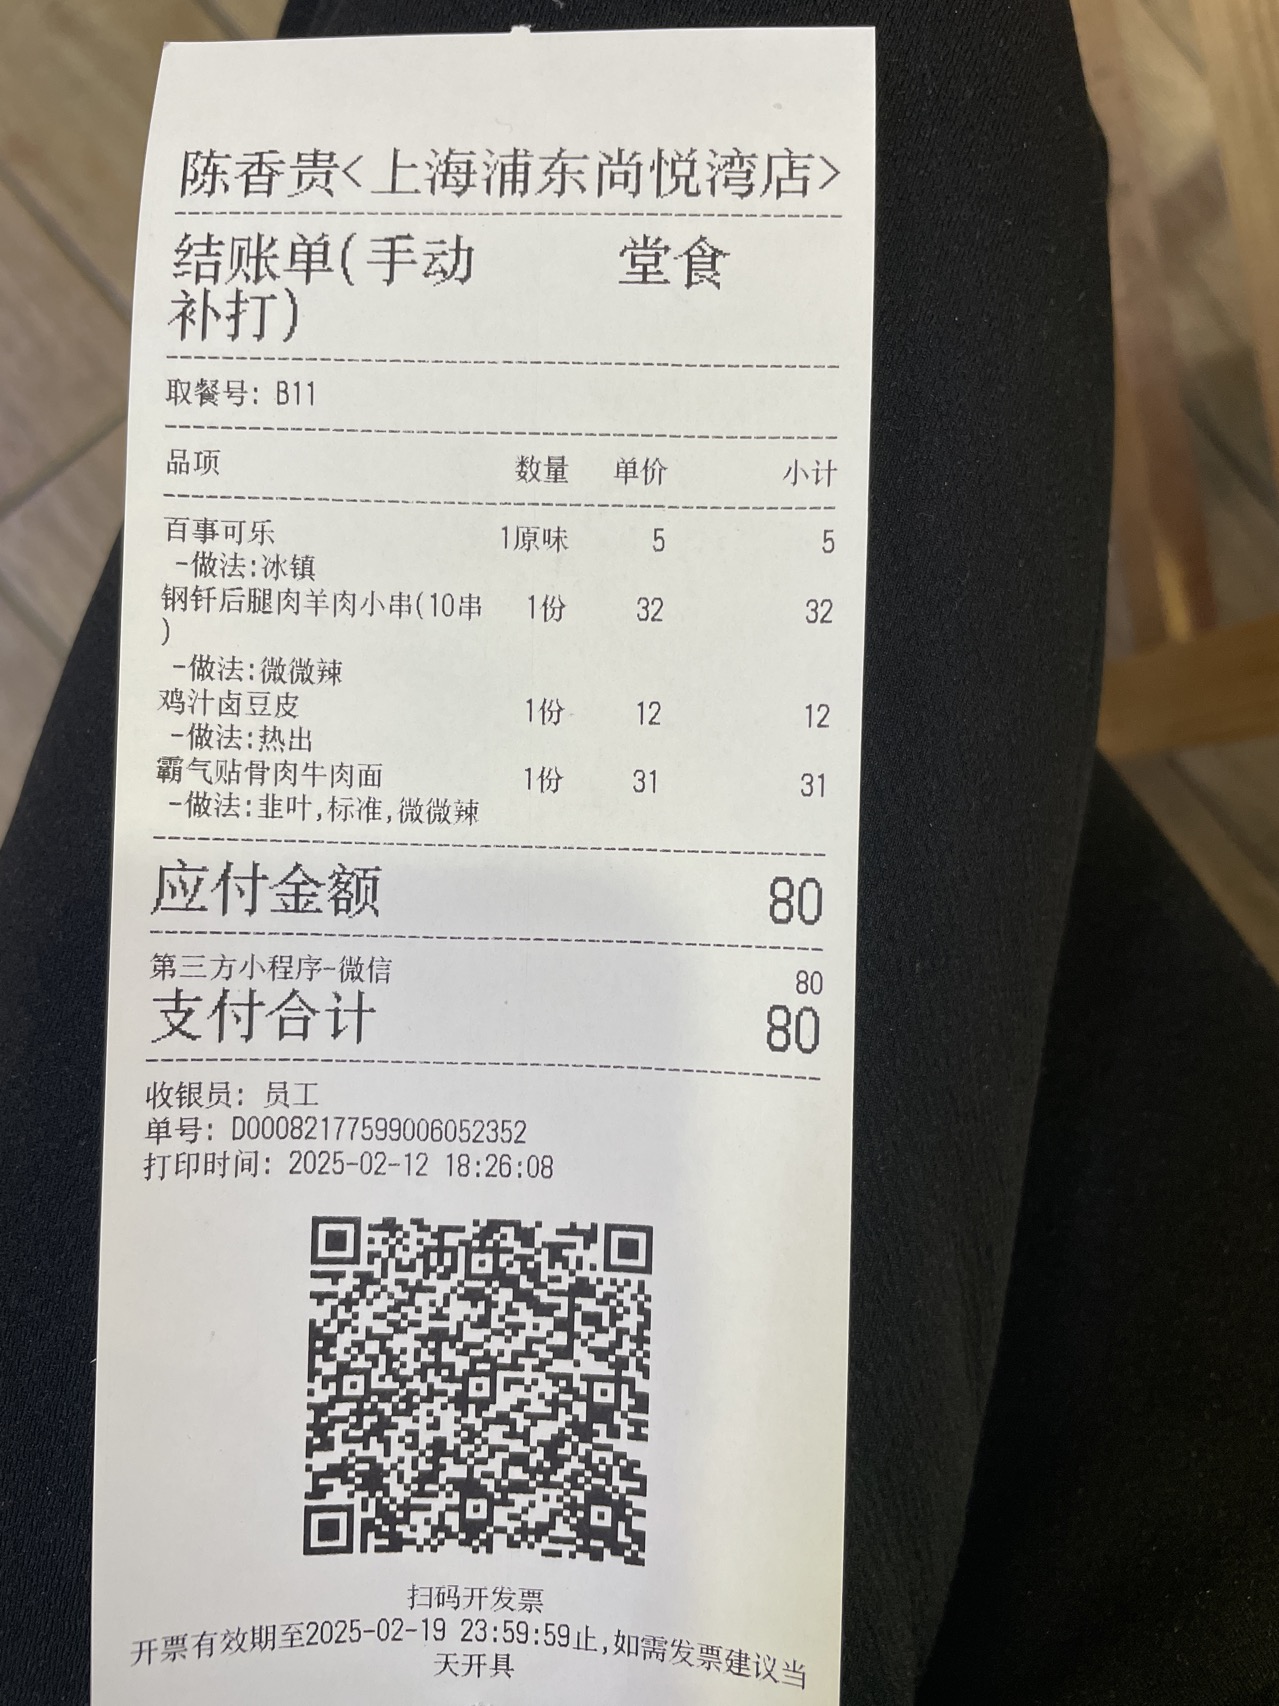 陈香贵<上海浦东尚悦湾店>
结账单(手动 堂食
补打)
取餐号: B11
品项 数量 单价 小计
百事可乐 1原味 5 5
-做法:冰镇
钢钎后腿肉羊肉小串(10串 1份 32 32
)
-做法:微微辣
鸡汁卤豆皮 1份 12 12
-做法:热出
霸气贴骨肉牛肉面 1份 31 31
-做法:韭叶,标准,微微辣
应付金额 80
第三方小程序-微信 80
支付合计 80
收银员: 员工
单号: D00082177599006052352
打印时间: 2025-02-12 18:26:08
扫码开发票
开票有效期至2025-02-19 23:59:59止,如需发票建议当
天开具